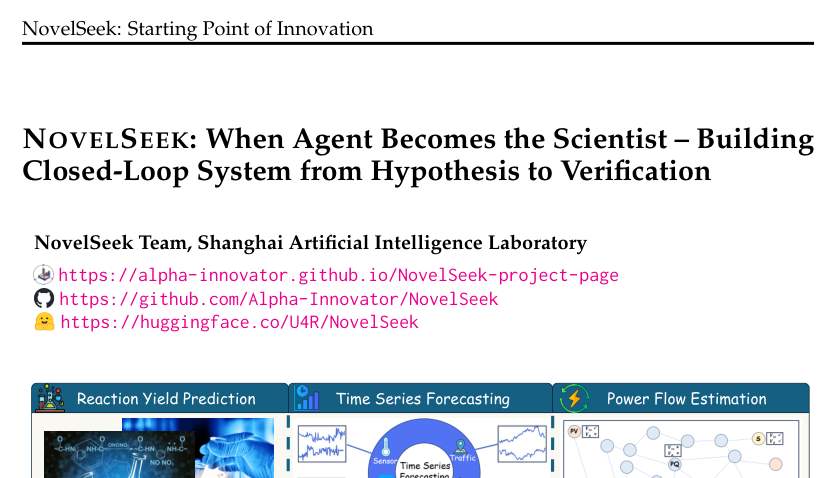 NovelSeek: Starting Point of Innovation
NOVELSEEK: When Agent Becomes the Scientist – Building
Closed-Loop System from Hypothesis to Verification
NovelSeek Team, Shanghai Artificial Intelligence Laboratory
https://alpha-innovator.github.io/NovelSeek-project-page
https://github.com/Alpha-Innovator/NovelSeek
https://huggingface.co/U4R/NovelSeek
Reaction Yield Prediction
Time Series Forecasting
Power Flow Estimation
Sensor
Traffic
Time Series
Forecasting
PV
S
PQ